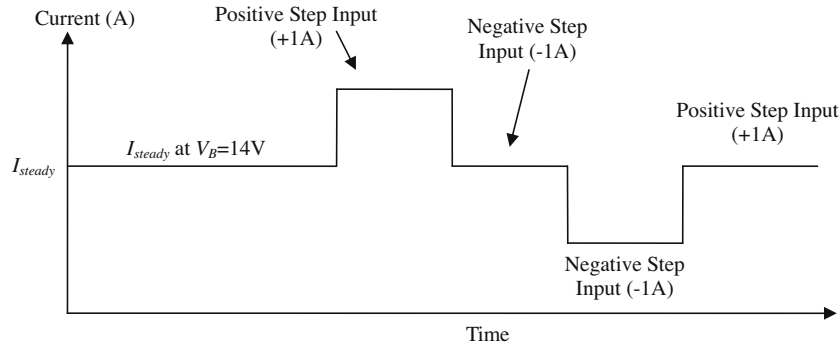 Current (A)
Positive Step Input
(+1A)
Negative Step
Input (-1A)
Positive Step Input
(+1A)
I_steady at V_B=14V
I_steady
Negative Step
Input (-1A)
Time